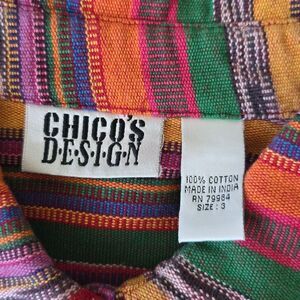 CHICO'S
DESIGN
100% COTTON
MADE IN INDIA
RN 79984
SIZE : 3